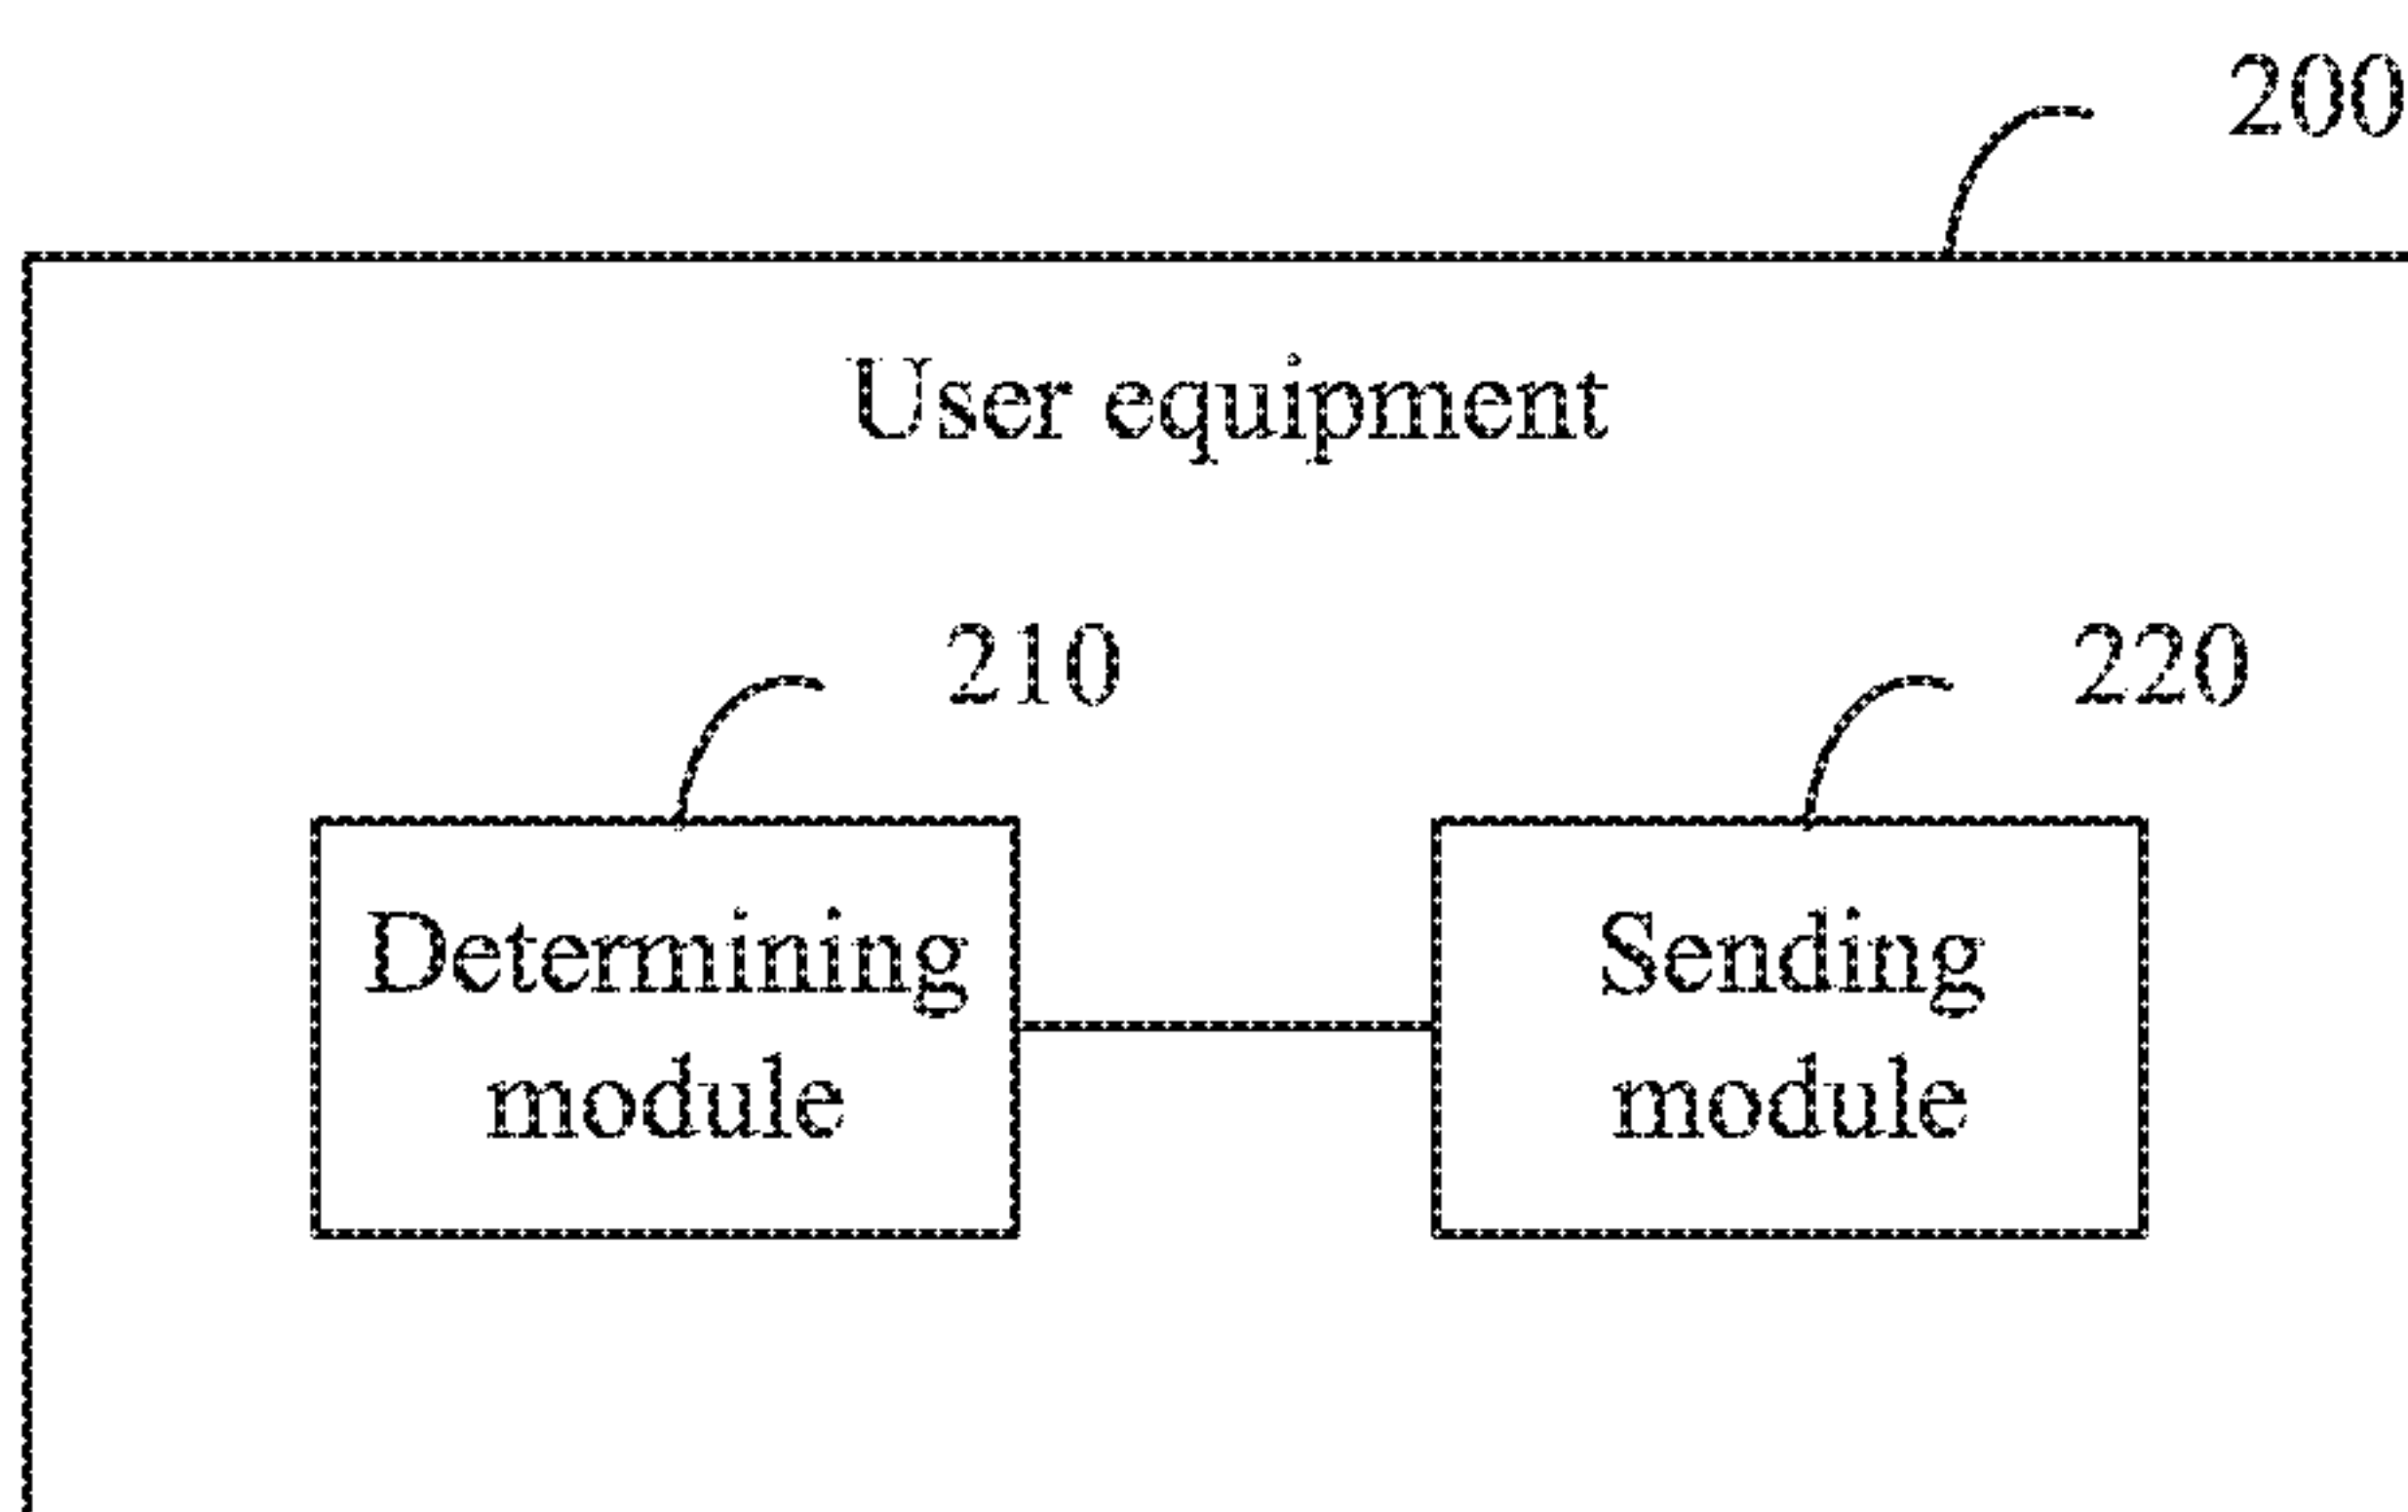 200
User equipment
210
220
Determining
module
Sending
module